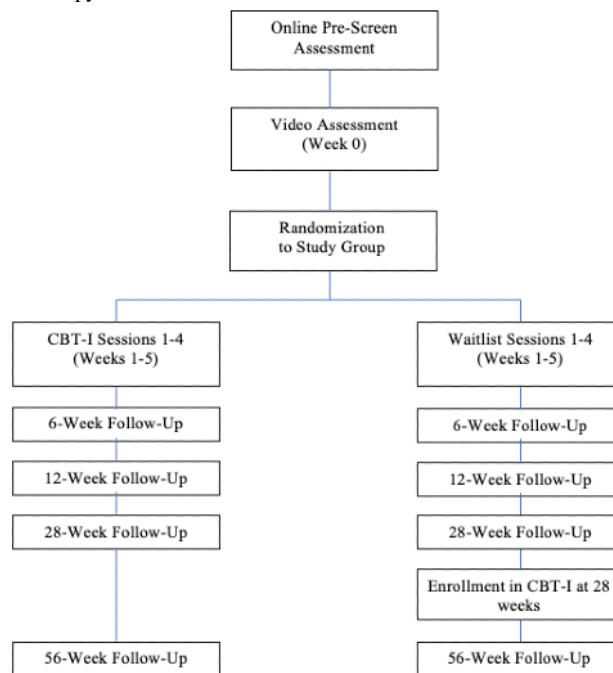 Online Pre-Screen
Assessment
Video Assessment
(Week 0)
Randomization
to Study Group
CBT-I Sessions 1-4
(Weeks 1-5)
Waitlist Sessions 1-4
(Weeks 1-5)
6-Week Follow-Up
6-Week Follow-Up
12-Week Follow-Up
12-Week Follow-Up
28-Week Follow-Up
28-Week Follow-Up
Enrollment in CBT-I at 28
weeks
56-Week Follow-Up
56-Week Follow-Up